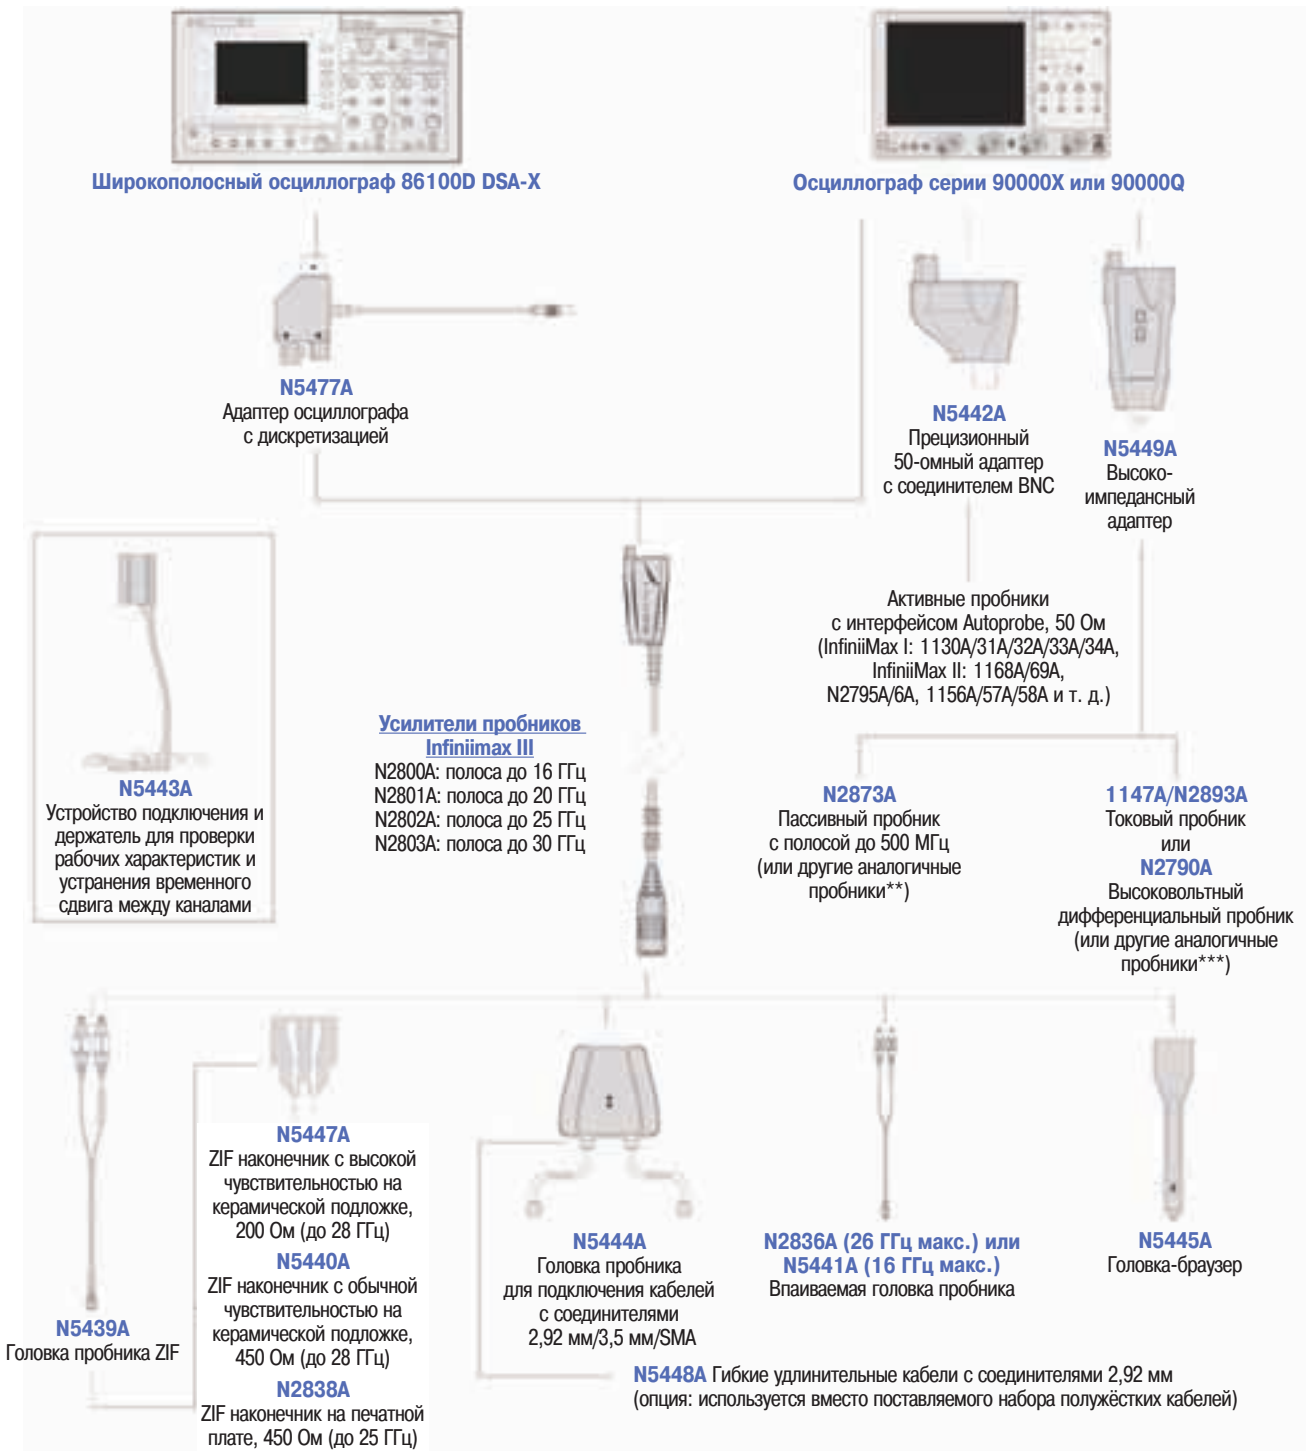 Широкополосный осциллограф 86100D DSA-X
Осциллограф серии 90000X или 90000Q
N5477A
Адаптер осциллографа
с дискретизацией
N5442A
Прецизионный
50-омный адаптер
с соединителем BNC
N5449A
Высоко-
импедансный
адаптер
Активные пробники
с интерфейсом Autoprobe, 50 Ом
(InfiniiMax I: 1130A/31A/32A/33A/34A,
InfiniiMax II: 1168A/69A,
N2795A/6A, 1156A/57A/58A и т. д.)
Усилители пробников
Infiniimax III
N2800A: полоса до 16 ГГц
N2801A: полоса до 20 ГГц
N2802A: полоса до 25 ГГц
N2803A: полоса до 30 ГГц
N5443A
Устройство подключения и
держатель для проверки
рабочих характеристик и
устранения временного
сдвига между каналами
N2873A
Пассивный пробник
с полосой до 500 МГц
(или другие аналогичные
пробники**)
1147A/N2893A
Токовый пробник
или
N2790A
Высоковольтный
дифференциальный пробник
(или другие аналогичные
пробники***)
N5439A
Головка пробника ZIF
N5447A
ZIF наконечник с высокой
чувствительностью на
керамической подложке,
200 Ом (до 28 ГГц)
N5440A
ZIF наконечник с обычной
чувствительностью на
керамической подложке,
450 Ом (до 28 ГГц)
N2838A
ZIF наконечник на печатной
плате, 450 Ом (до 25 ГГц)
N5444A
Головка пробника
для подключения кабелей
с соединителями
2,92 мм/3,5 мм/SMA
N2836A (26 ГГц макс.) или
N5441A (16 ГГц макс.)
Впаиваемая головка пробника
N5445A
Головка-браузер
N5448A Гибкие удлинительные кабели с соединителями 2,92 мм
(опция: используется вместо поставляемого набора полужёстких кабелей)